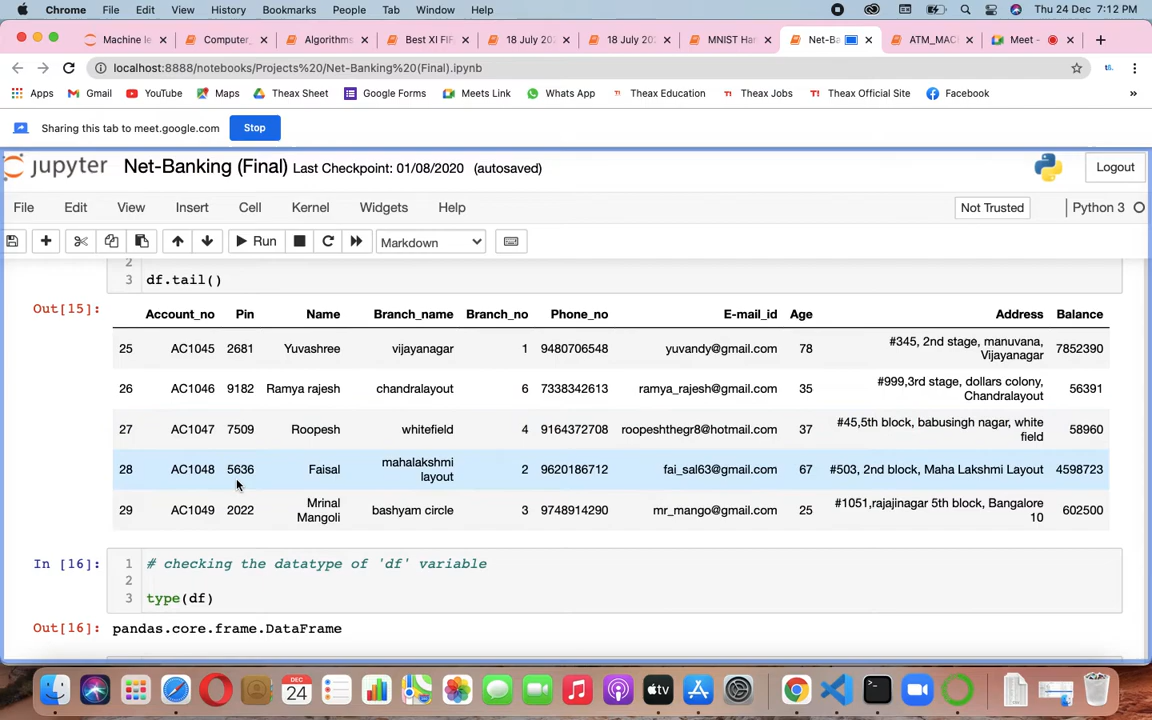 Chrome File Edit View History Bookmarks People Tab Window Help Thu 24 Dec 7:12 PM
Machine le Computer_ Algorithms Best XI FIF 18 July 202 18 July 202 MNIST Har Net-Ba ATM_MAC Meet -
localhost:8888/notebooks/Projects%20/Net-Banking%20(Final).ipynb
Apps Gmail YouTube Maps Theax Sheet Google Forms Meets Link Whats App Theax Education Theax Jobs Theax Official Site Facebook »
Sharing this tab to meet.google.com Stop
jupyter Net-Banking (Final) Last Checkpoint: 01/08/2020 (autosaved) Logout
File Edit View Insert Cell Kernel Widgets Help Not Trusted Python 3
Run Markdown
2
3 df.tail()
Out[15]:
Account_no Pin Name Branch_name Branch_no Phone_no E-mail_id Age Address Balance
25 AC1045 2681 Yuvashree vijayanagar 1 9480706548 yuvandy@gmail.com 78 #345, 2nd stage, manuvana, Vijayanagar 7852390
26 AC1046 9182 Ramya rajesh chandralayout 6 7338342613 ramya_rajesh@gmail.com 35 #999,3rd stage, dollars colony, Chandralayout 56391
27 AC1047 7509 Roopesh whitefield 4 9164372708 roopeshthegr8@hotmail.com 37 #45,5th block, babusingh nagar, white field 58960
28 AC1048 5636 Faisal mahalakshmi layout 2 9620186712 fai_sal63@gmail.com 67 #503, 2nd block, Maha Lakshmi Layout 4598723
29 AC1049 2022 Mrinal Mangoli bashyam circle 3 9748914290 mr_mango@gmail.com 25 #1051,rajajinagar 5th block, Bangalore 10 602500
In [16]: 1 # checking the datatype of 'df' variable
2
3 type(df)
Out[16]: pandas.core.frame.DataFrame
DEC
24
tv